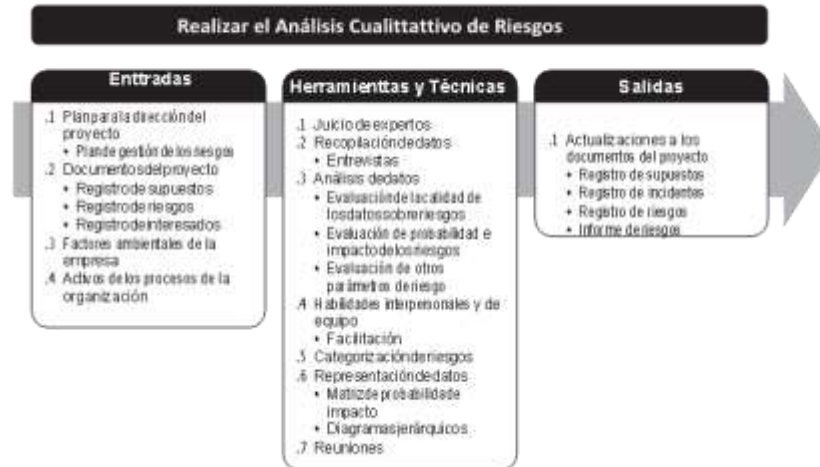 Realizar el Análisis Cualittattivo de Riesgos
Enttradas
.1 Plan para la dirección del
proyecto
• Plan de gestión de los riesgos
.2 Documentos del proyecto
• Registro de supuestos
• Registro de riesgos
• Registro de interesados
.3 Factores ambientales de la
empresa
.4 Activos de los procesos de la
organización
Herramienttas y Técnicas
.1 Juicio de expertos
.2 Recopilación de datos
• Entrevistas
.3 Análisis de datos
• Evaluación de la calidad de
los datos sobre riesgos
• Evaluación de probabilidad e
impacto de los riesgos
• Evaluación de otros
parámetros de riesgo
.4 Habilidades interpersonales y de
equipo
• Facilitación
.5 Categorización de riesgos
.6 Representación de datos
• Matriz de probabilidad e
impacto
• Diagramas jerárquicos
.7 Reuniones
Salidas
.1 Actualizaciones a los
documentos del proyecto
• Registro de supuestos
• Registro de incidentes
• Registro de riesgos
• Informe de riesgos